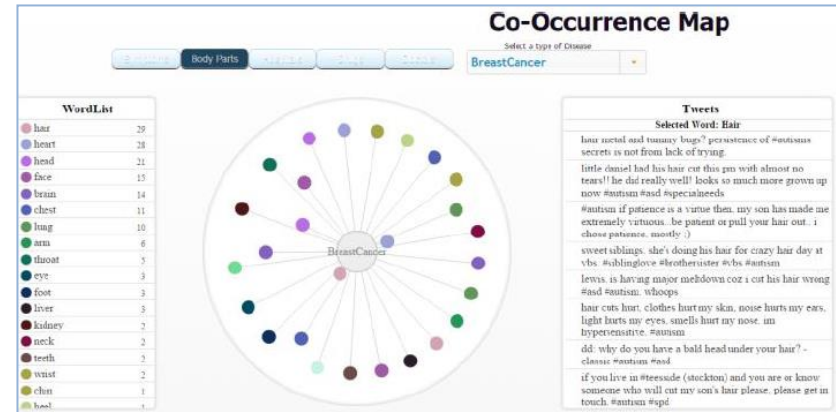 Co-Occurrence Map
Select a type of Disease
Body Parts
BreastCancer
WordList
hair 29
heart 28
head 21
face 15
brain 14
chest 11
lung 10
arm 6
throat 5
eye 3
foot 3
liver 3
kidney 2
neck 2
teeth 2
wrist 2
chin 1
heel 1
BreastCancer
Tweets
Selected Word: Hair
hair metal and tummy bugs? persistence of #autisms
secrets is not from lack of trying.
little daniel had his hair cut this pm with almost no
tears!! he did really well! looks so much more grown up
now #autism #asd #specialneeds
#autism if patience is a virtue then, my son has made me
extremely virtuous...be patient or pull your hair out.. i
chose patience, mostly :)
sweet siblings. she's doing his hair for crazy hair day at
vbs. #siblinglove #brothersister #vbs #autism
lewis. is having major meltdown coz i cut his hair wrong
#asd #autism. whoops
hair cuts hurt, clothes hurt my skin, noise hurts my ears,
light hurts my eyes, smells hurt my nose. im
hypersensitive. #autism
dd: why do you have a bald head under your hair? -
classic #autism #asd
if you live in #teesside (stockton) and you are or know
someone who will cut my son's hair please, please get in
touch. #autism #spd